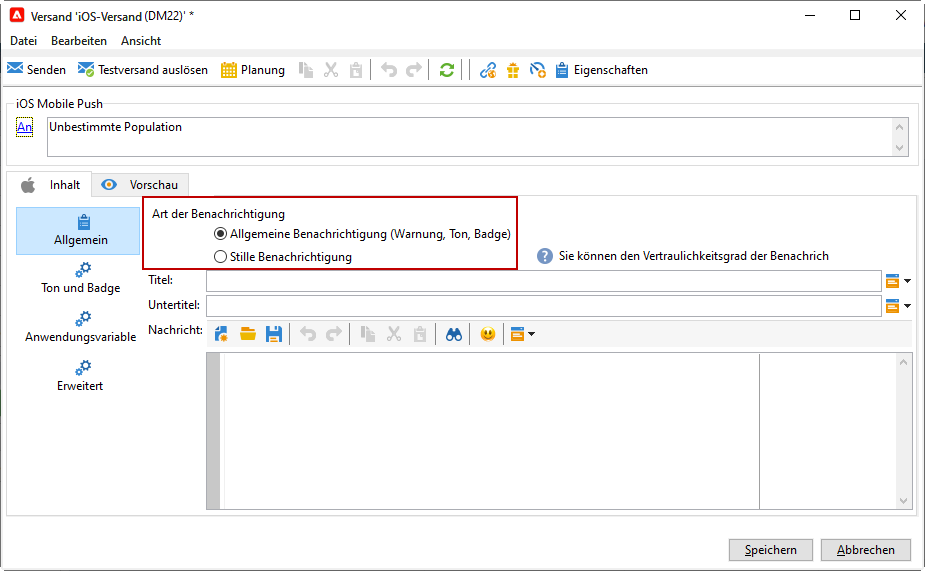 Versand 'iOS-Versand (DM22)' *
Datei Bearbeiten Ansicht
Senden Testversand auslösen Planung Eigenschaften
iOS Mobile Push
An Unbestimmte Population
Inhalt Vorschau
Allgemein
Ton und Badge
Anwendungsvariable
Erweitert
Art der Benachrichtigung
Allgemeine Benachrichtigung (Warnung, Ton, Badge)
Stille Benachrichtigung
? Sie können den Vertraulichkeitsgrad der Benachrich
Titel:
Untertitel:
Nachricht:
Speichern Abbrechen